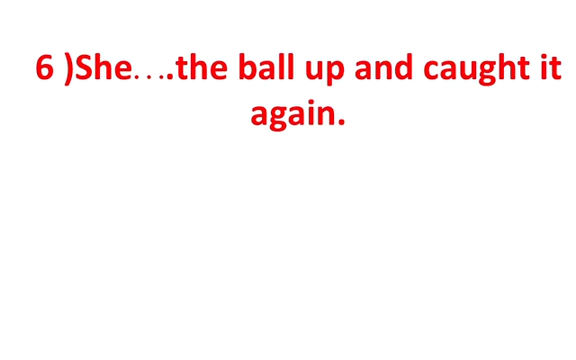 6 )She. . ..the ball up and caught it
again.